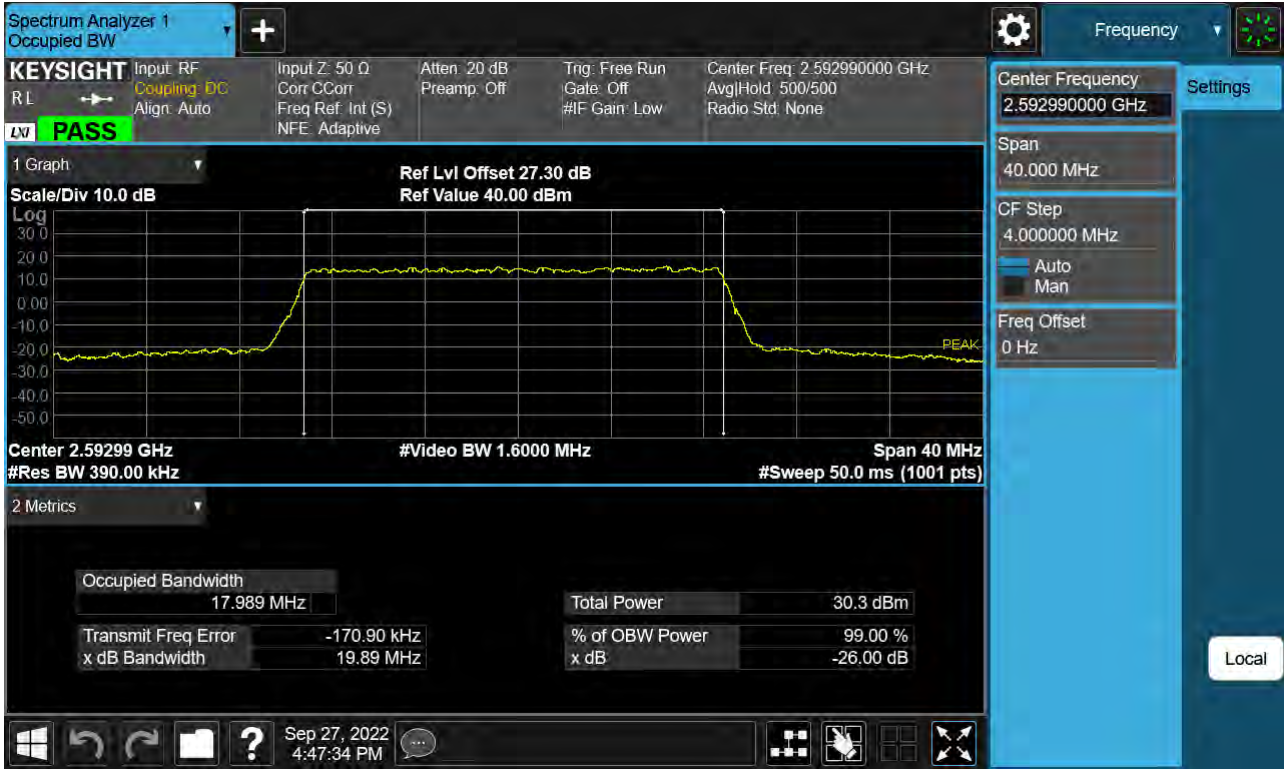 Spectrum Analyzer 1
Occupied BW
+
Frequency
KEYSIGHT
R L
LXI PASS
Input: RF
Coupling: DC
Align: Auto
Input Z: 50 Ω
Corr CCorr
Freq Ref: Int (S)
NFE: Adaptive
Atten: 20 dB
Preamp: Off
Trig: Free Run
Gate: Off
#IF Gain: Low
Center Freq: 2.592990000 GHz
Avg|Hold: 500/500
Radio Std: None
Center Frequency
2.592990000 GHz
Settings
Span
40.000 MHz
CF Step
4.000000 MHz
Auto
Man
Freq Offset
0 Hz
Local
1 Graph
Scale/Div 10.0 dB
Ref Lvl Offset 27.30 dB
Ref Value 40.00 dBm
Log
30.0
20.0
10.0
0.00
-10.0
-20.0
-30.0
-40.0
-50.0
PEAK
Center 2.59299 GHz
#Video BW 1.6000 MHz
Span 40 MHz
#Res BW 390.00 kHz
#Sweep 50.0 ms (1001 pts)
2 Metrics
Occupied Bandwidth
17.989 MHz
Total Power 30.3 dBm
Transmit Freq Error -170.90 kHz
% of OBW Power 99.00 %
x dB Bandwidth 19.89 MHz
x dB -26.00 dB
?
Sep 27, 2022
4:47:34 PM